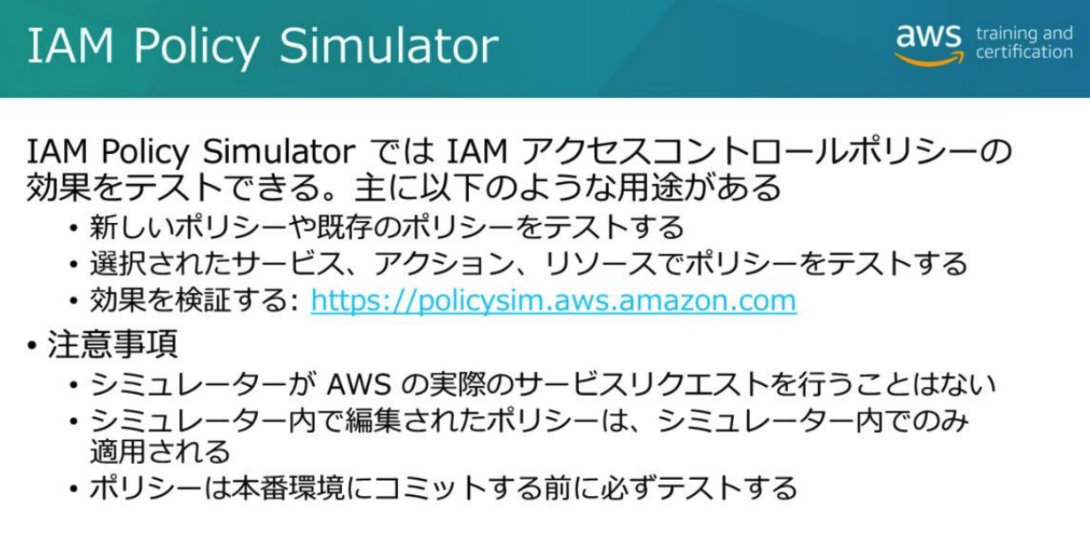 IAM Policy Simulator
aws training and
certification
IAM Policy Simulator では IAM アクセスコントロールポリシーの
効果をテストできる。主に以下のような用途がある
• 新しいポリシーや既存のポリシーをテストする
• 選択されたサービス、アクション、リソースでポリシーをテストする
• 効果を検証する: https://policysim.aws.amazon.com
• 注意事項
• シミュレーターが AWS の実際のサービスリクエストを行うことはない
• シミュレーター内で編集されたポリシーは、シミュレーター内でのみ
適用される
• ポリシーは本番環境にコミットする前に必ずテストする